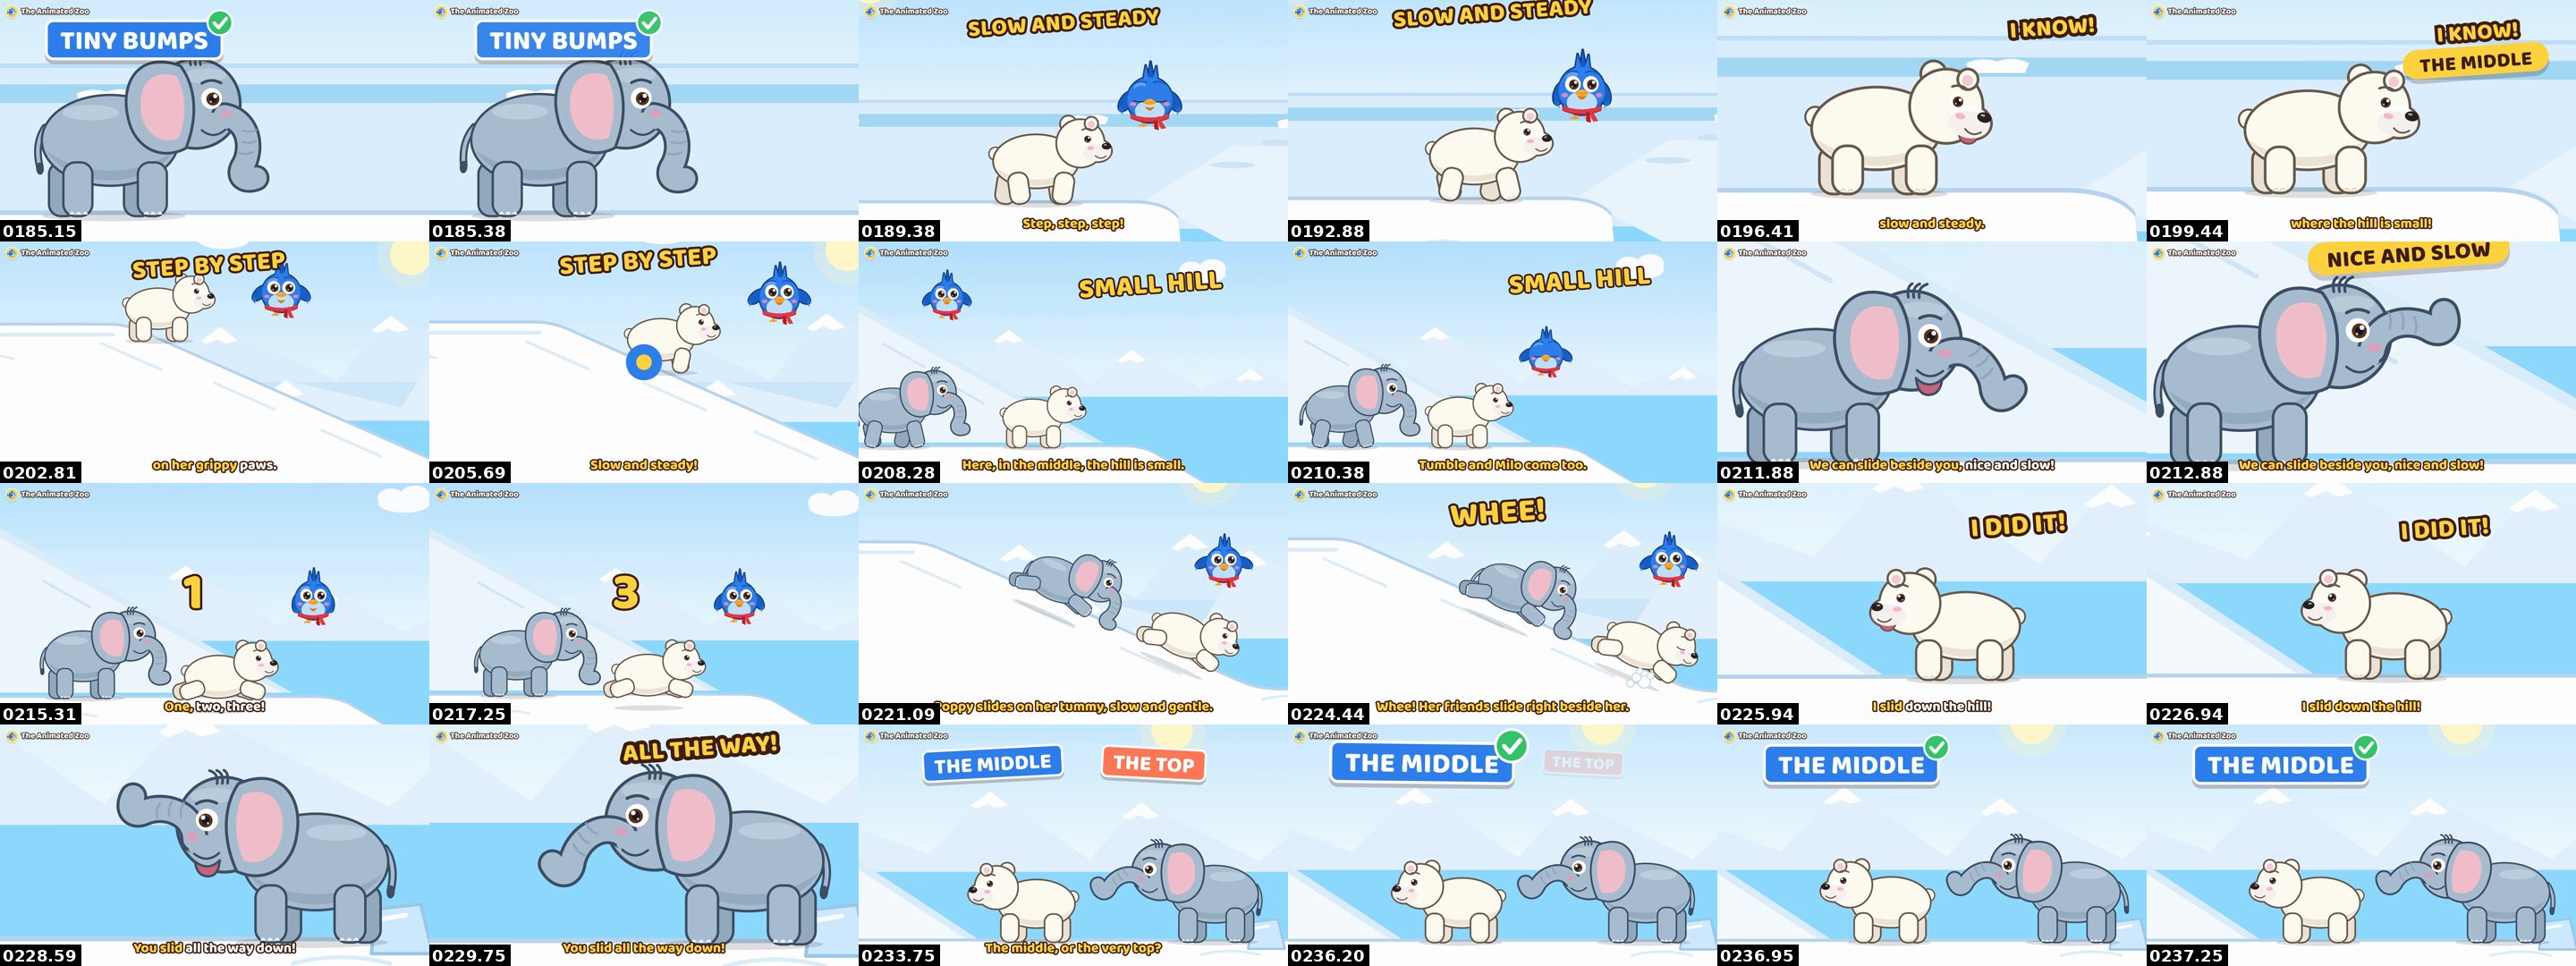 The Animated Zoo
TINY BUMPS
0185.15
The Animated Zoo
TINY BUMPS
0185.38
The Animated Zoo
SLOW AND STEADY
Step, step, step!
0189.38
The Animated Zoo
SLOW AND STEADY
0192.88
The Animated Zoo
I KNOW!
slow and steady.
0196.41
The Animated Zoo
I KNOW!
THE MIDDLE
where the hill is small!
0199.44
The Animated Zoo
STEP BY STEP
on her grippy paws.
0202.81
The Animated Zoo
STEP BY STEP
Slow and steady!
0205.69
The Animated Zoo
SMALL HILL
Here, in the middle, the hill is small.
0208.28
The Animated Zoo
SMALL HILL
Tumble and Milo come too.
0210.38
The Animated Zoo
We can slide beside you, nice and slow!
0211.88
The Animated Zoo
NICE AND SLOW
We can slide beside you, nice and slow!
0212.88
The Animated Zoo
1
One, two, three!
0215.31
The Animated Zoo
3
0217.25
The Animated Zoo
Poppy slides on her tummy, slow and gentle.
0221.09
The Animated Zoo
WHEE!
Whee! Her friends slide right beside her.
0224.44
The Animated Zoo
I DID IT!
I slid down the hill!
0225.94
The Animated Zoo
I DID IT!
I slid down the hill!
0226.94
The Animated Zoo
You slid all the way down!
0228.59
The Animated Zoo
ALL THE WAY!
You slid all the way down!
0229.75
The Animated Zoo
THE MIDDLE
THE TOP
The middle, or the very top?
0233.75
The Animated Zoo
THE MIDDLE
THE TOP
0236.20
The Animated Zoo
THE MIDDLE
0236.95
The Animated Zoo
THE MIDDLE
0237.25